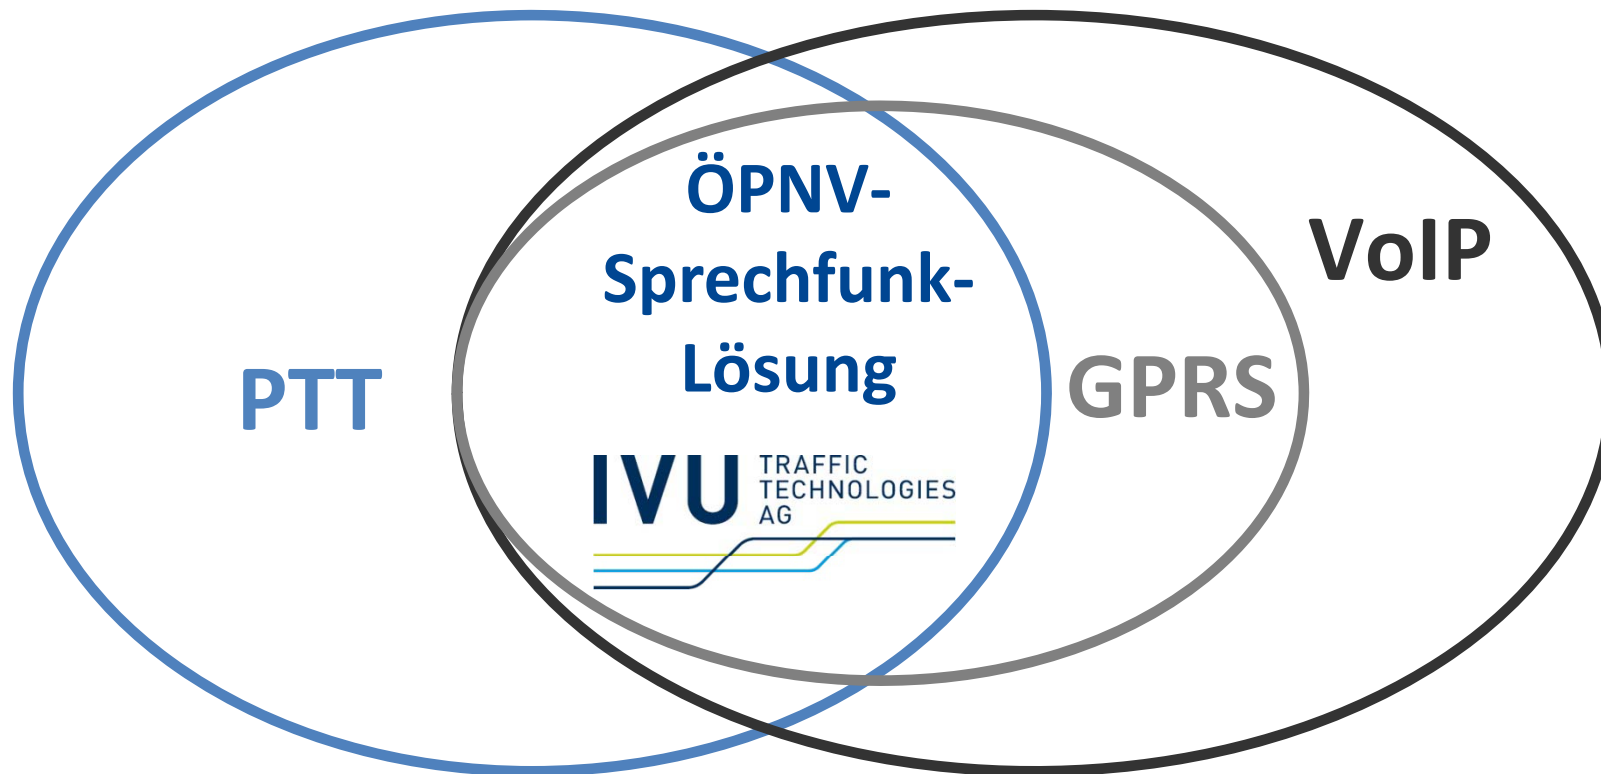 ÖPNV-
Sprechfunk-
Lösung
VoIP
PTT
GPRS
IVU TRAFFIC
TECHNOLOGIES
AG